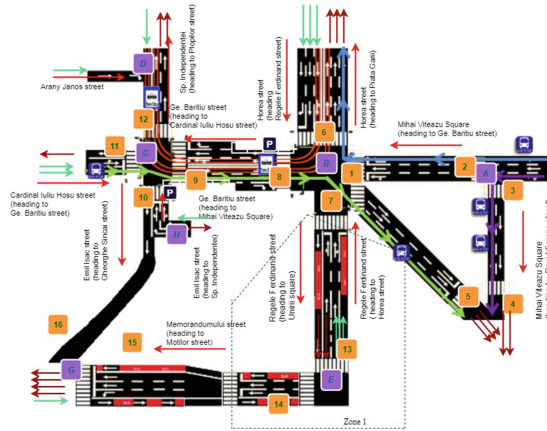 Sp. Independentei
(heading to Plopilor street)
D
Arany Janos street
12
Ge. Baritiu street
(heading to
Cardinal Iuliu Hosu street)
P
Horea street
(heading
Regele Ferdinand street)
6
Horea street
(heading to Piata Garii)
Mihai Viteazu Square
(heading to Ge. Baritiu street)
11
C
B
1
2
A
3
Cardinal Iuliu Hosu street
(heading to
Ge. Baritiu street)
9
8
10
P
7
Ge. Baritiu street
(heading to
Mihai Viteazu Square)
H
Emil Isac street
(heading to
Gheorghe Sincai street)
Emil Isac street
(heading to
Sp. Independentei)
Regele Ferdinand street
(heading to
Unirii square)
Regele Ferdinand street
( heading to
Horea street)
Mihai Viteazu Square
5
4
16
15
Memorandumului street
(heading to
Motilor street)
13
G
E
14
Zone 1